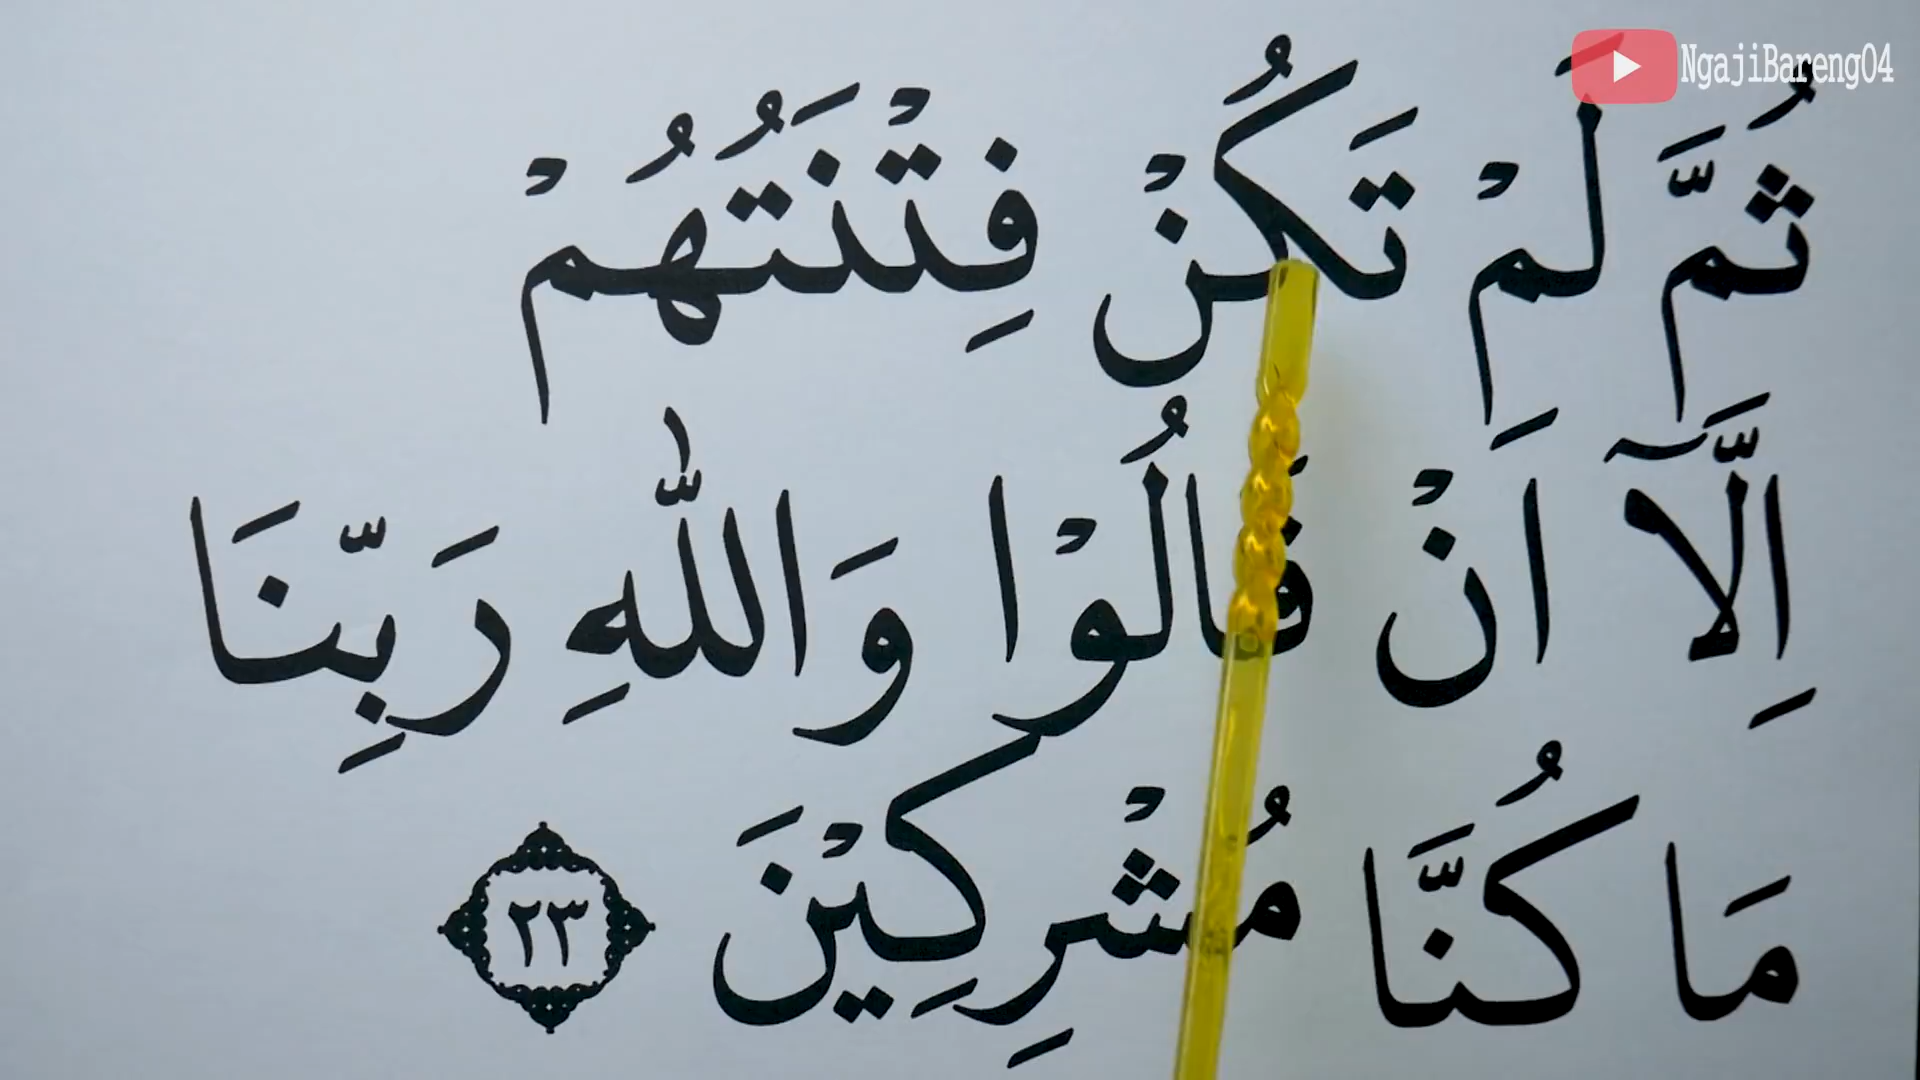 NgajiBareng04
ثُمَّ لَمْ تَكُنْ فِتْنَتُهُمْ
اِلَّآ اَنْ قَالُوْا وَاللّٰهِ رَبِّنَا
مَا كُنَّا مُشْرِكِيْنَ ٢٣